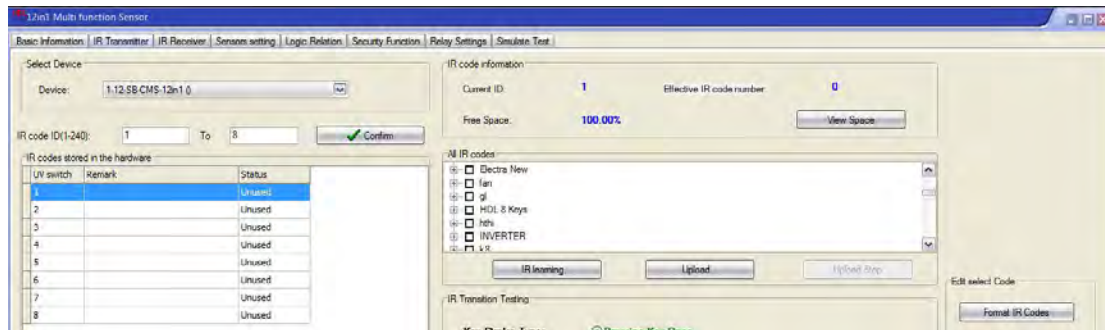 12in1 Multi function Sensor
Basic Information IR Transmitter IR Receiver Sensors setting Logic Relation Security Function Relay Settings Simulate Test
Select Device
Device: 1-12-SB-CMS-12in1 ()
IR code ID(1-240): 1 To 8 Confirm
IR codes stored in the hardware
UV switch Remark Status
1 Unused
2 Unused
3 Unused
4 Unused
5 Unused
6 Unused
7 Unused
8 Unused
IR code information
Current ID: 1 Effective IR code number: 0
Free Space: 100.00% View Space
All IR codes
Electra New
fan
gl
HDL 8 Keys
hthi
INVERTER
k8
IR learning Upload Upload Stop
IR Transition Testing
Edit select Code
Format IR Codes